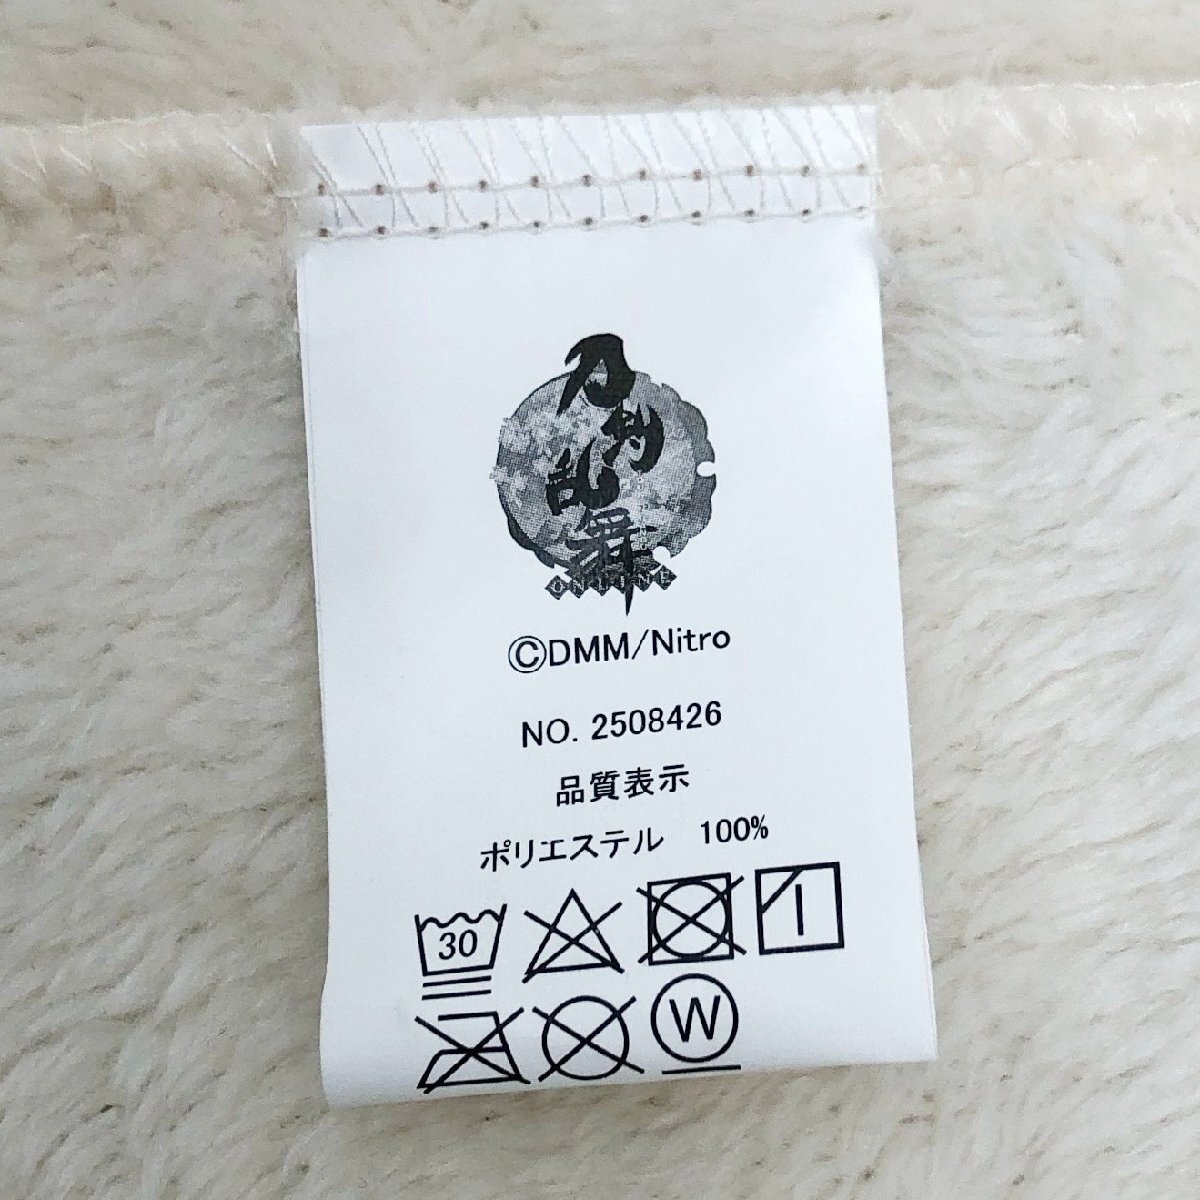 刀剣乱舞
ONLINE
©DMM/Nitro
NO. 2508426
品質表示
ポリエステル 100%
30
W